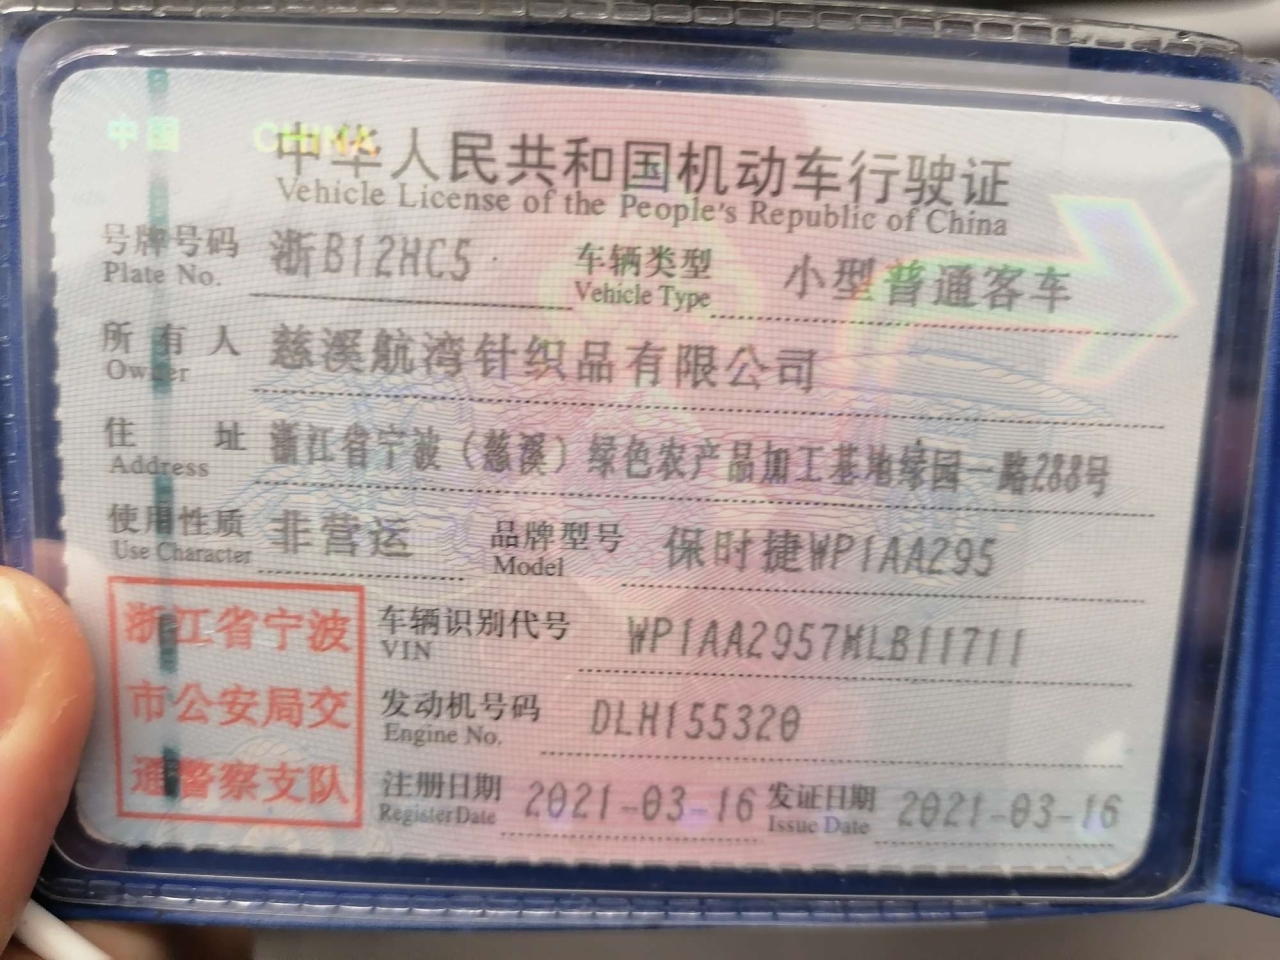 中国 CHINA
中华人民共和国机动车行驶证
Vehicle License of the People's Republic of China
号牌号码 浙B12HC5 车辆类型 小型普通客车
Plate No. Vehicle Type
所有人 慈溪航湾针织品有限公司
Owner
住址 浙江省宁波（慈溪）绿色农产品加工基地绿园一路288号
Address
使用性质 非营运 品牌型号 保时捷WP1AA295
Use Character Model
浙江省宁波
市公安局交
通警察支队
车辆识别代号 WP1AA2957MLB11711
VIN
发动机号码 DLH155320
Engine No.
注册日期 2021-03-16 发证日期 2021-03-16
Register Date Issue Date